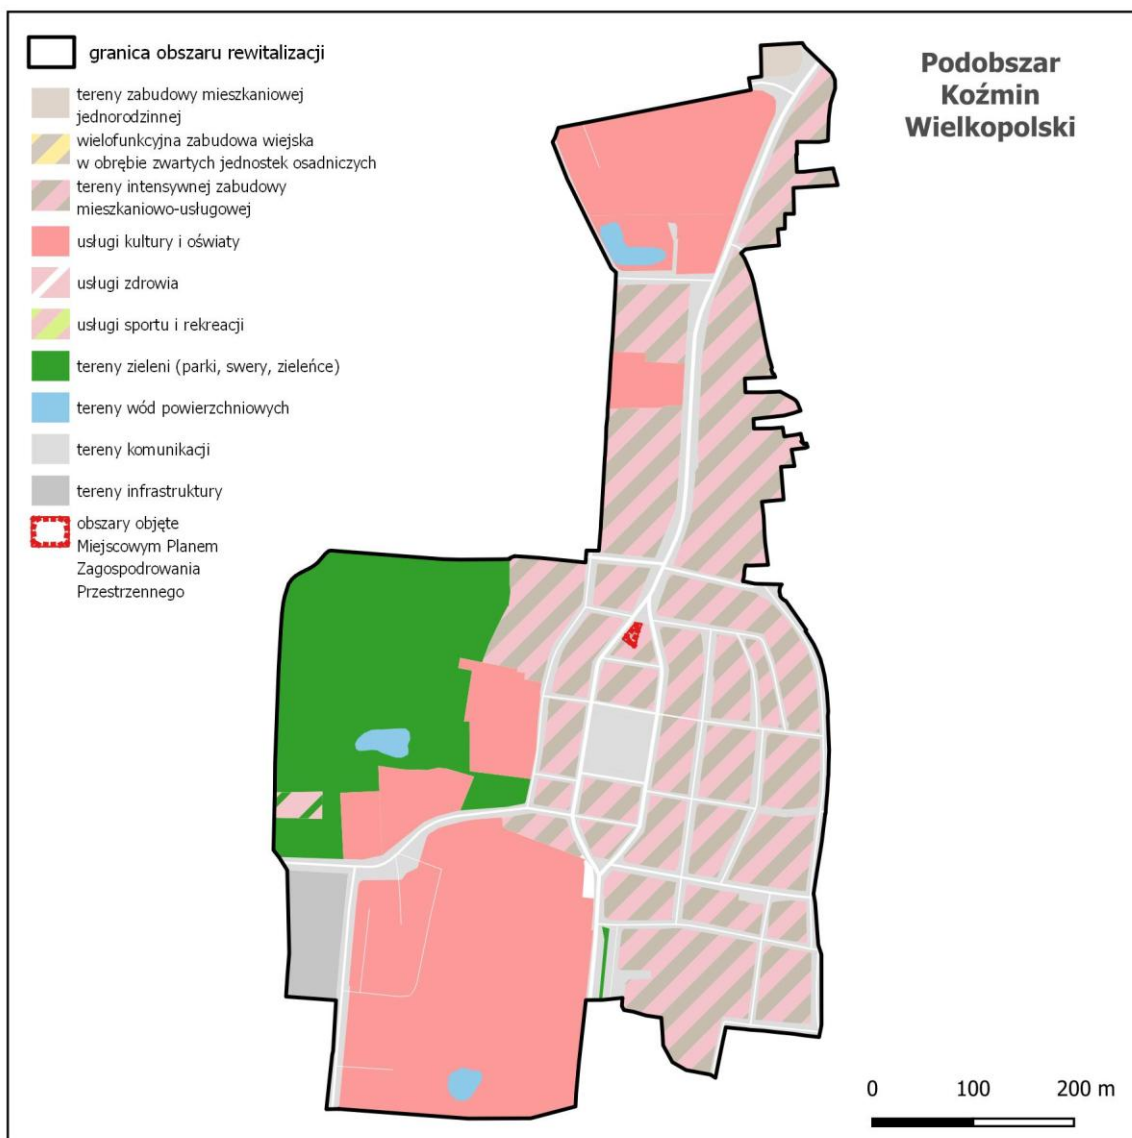 granica obszaru rewitalizacji
tereny zabudowy mieszkaniowej
jednorodzinnej
wielofunkcyjna zabudowa wiejska
w obrębie zwartych jednostek osadniczych
tereny intensywnej zabudowy
mieszkaniowo-usługowej
usługi kultury i oświaty
usługi zdrowia
usługi sportu i rekreacji
tereny zieleni (parki, swery, zieleńce)
tereny wód powierzchniowych
tereny komunikacji
tereny infrastruktury
obszary objęte
Miejscowym Planem
Zagospodrowania
Przestrzennego
Podobszar
Koźmin
Wielkopolski
0 100 200 m